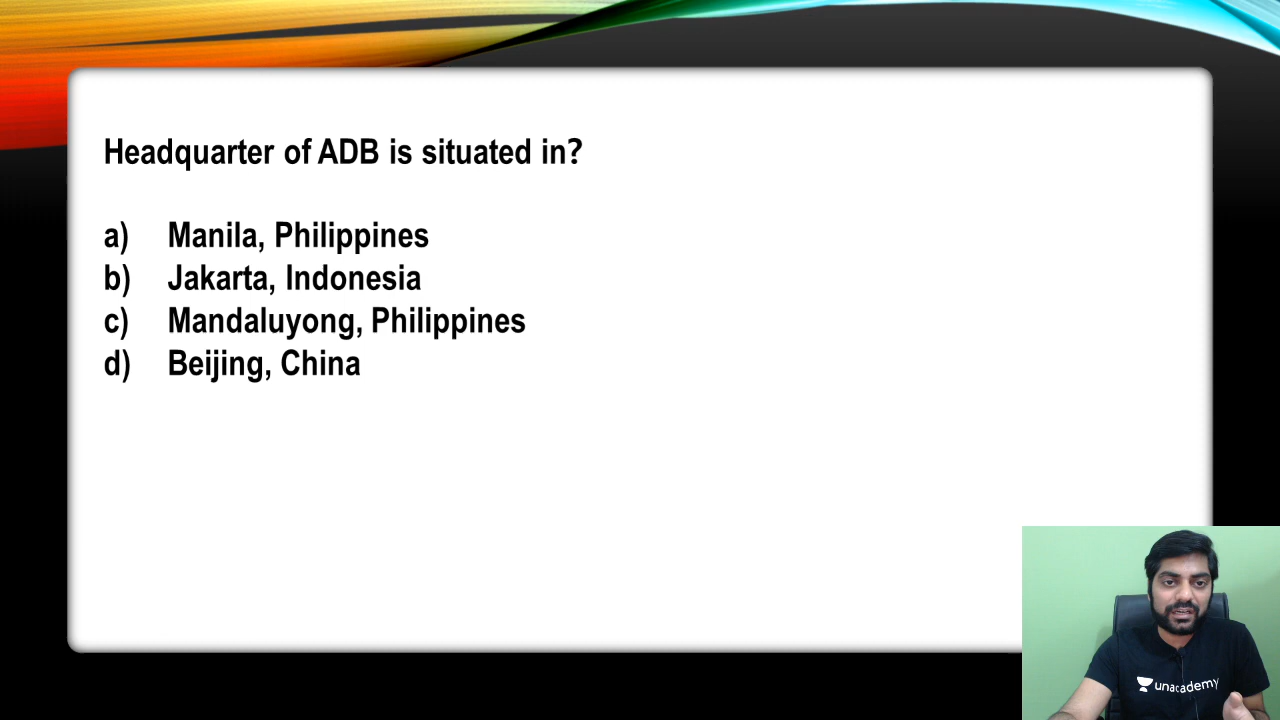 Headquarter of ADB is situated in?
a) Manila, Philippines
b) Jakarta, Indonesia
c) Mandaluyong, Philippines
d) Beijing, China
unacademy